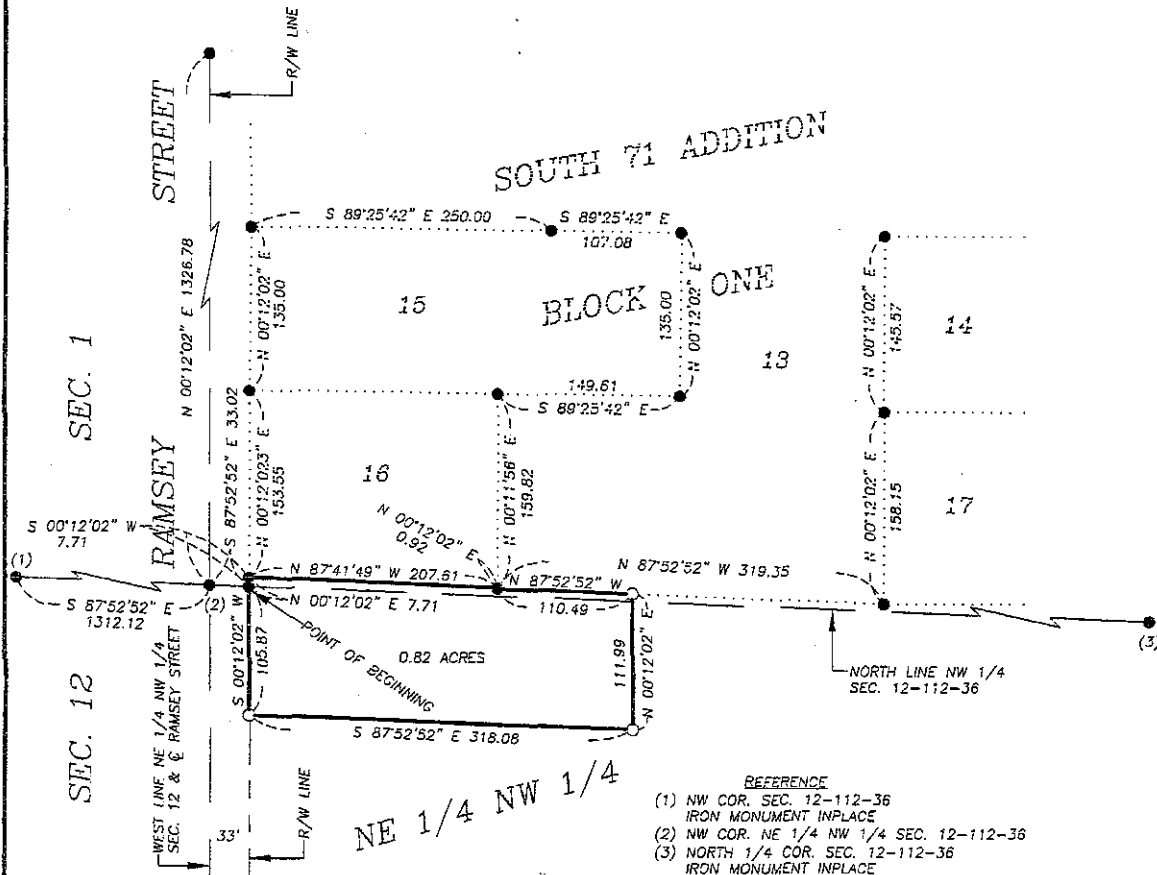 R/W LINE
STREET
SOUTH 71 ADDITION
S 89°25'42" E 250.00
S 89°25'42" E
107.08
N 00°12'02" E 1326.78
N 00°12'02" E
135.00
15
BLOCK ONE
135.00
N 00°12'02" E
13
N 00°12'02" E
145.57
14
SEC. 1
149.61
S 89°25'42" E
RAMSEY
S 87°52'52" E 33.02
N 00°12'023" E
153.55
16
N 00°11'56" E
159.82
N 00°12'02" E
158.15
17
S 00°12'02" W
7.71
N 00°12'02" E
0.92
(1)
N 87°41'49" W 207.61
N 87°52'52" W
N 87°52'52" W 319.35
S 87°52'52" E
1312.12
(2)
N 00°12'02" E 7.71
110.49
(3)
S 00°12'02" W
105.87
POINT OF BEGINNING
0.82 ACRES
111.99
N 00°12'02" E
NORTH LINE NW 1/4
SEC. 12-112-36
SEC. 12
WEST LINE NE 1/4 NW 1/4
SEC. 12 & ℄ RAMSEY STREET
S 87°52'52" E 318.08
33'
R/W LINE
NE 1/4 NW 1/4
REFERENCE
(1) NW COR. SEC. 12-112-36
IRON MONUMENT INPLACE
(2) NW COR. NE 1/4 NW 1/4 SEC. 12-112-36
(3) NORTH 1/4 COR. SEC. 12-112-36
IRON MONUMENT INPLACE